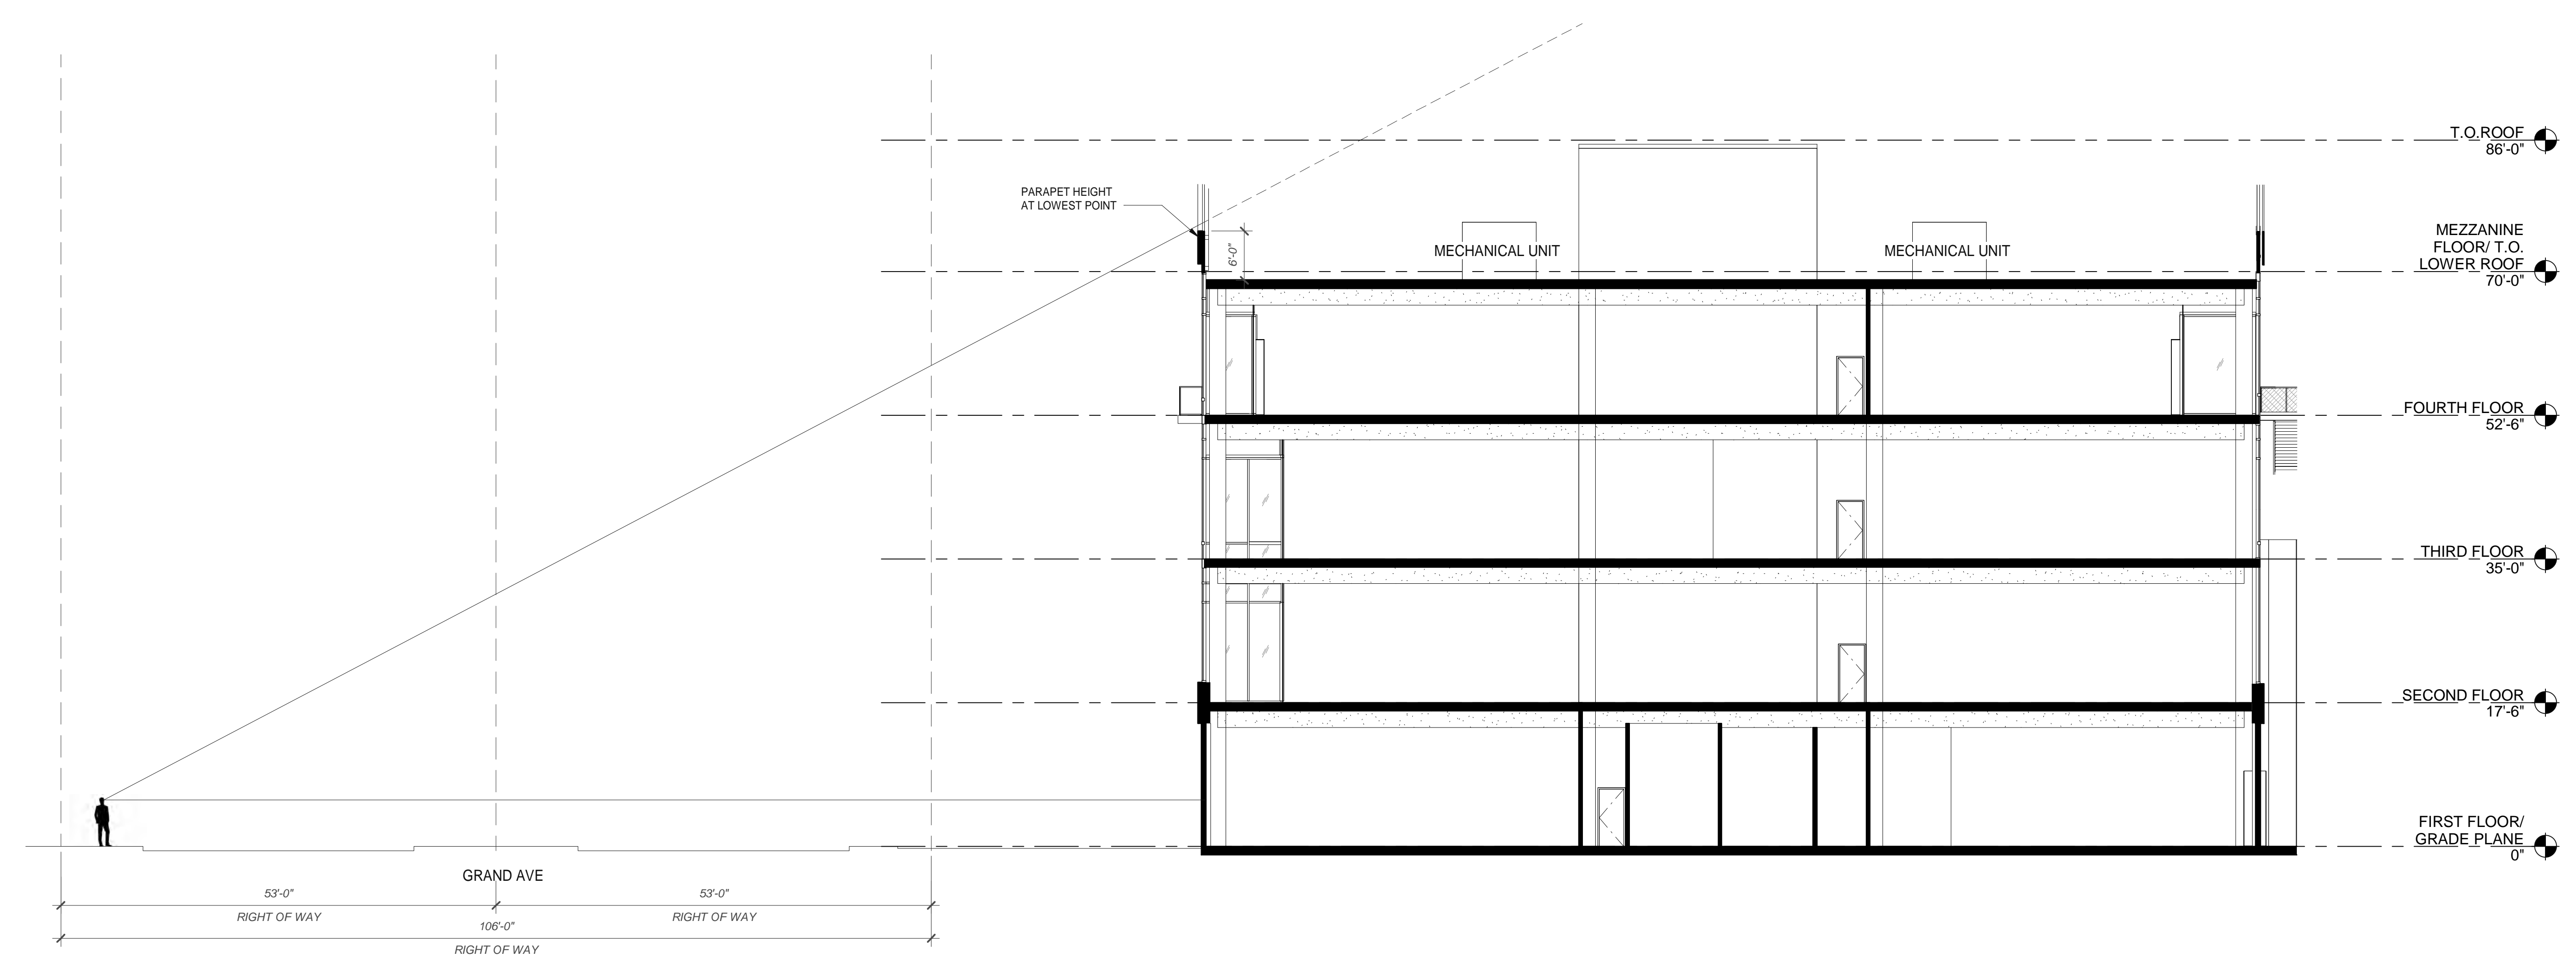 T.O.ROOF
86'-0"
PARAPET HEIGHT
AT LOWEST POINT
6'-0"
MECHANICAL UNIT
MECHANICAL UNIT
MEZZANINE
FLOOR/ T.O.
LOWER ROOF
70'-0"
FOURTH FLOOR
52'-6"
THIRD FLOOR
35'-0"
SECOND FLOOR
17'-6"
FIRST FLOOR/
GRADE PLANE
0"
GRAND AVE
53'-0"
RIGHT OF WAY
53'-0"
RIGHT OF WAY
106'-0"
RIGHT OF WAY